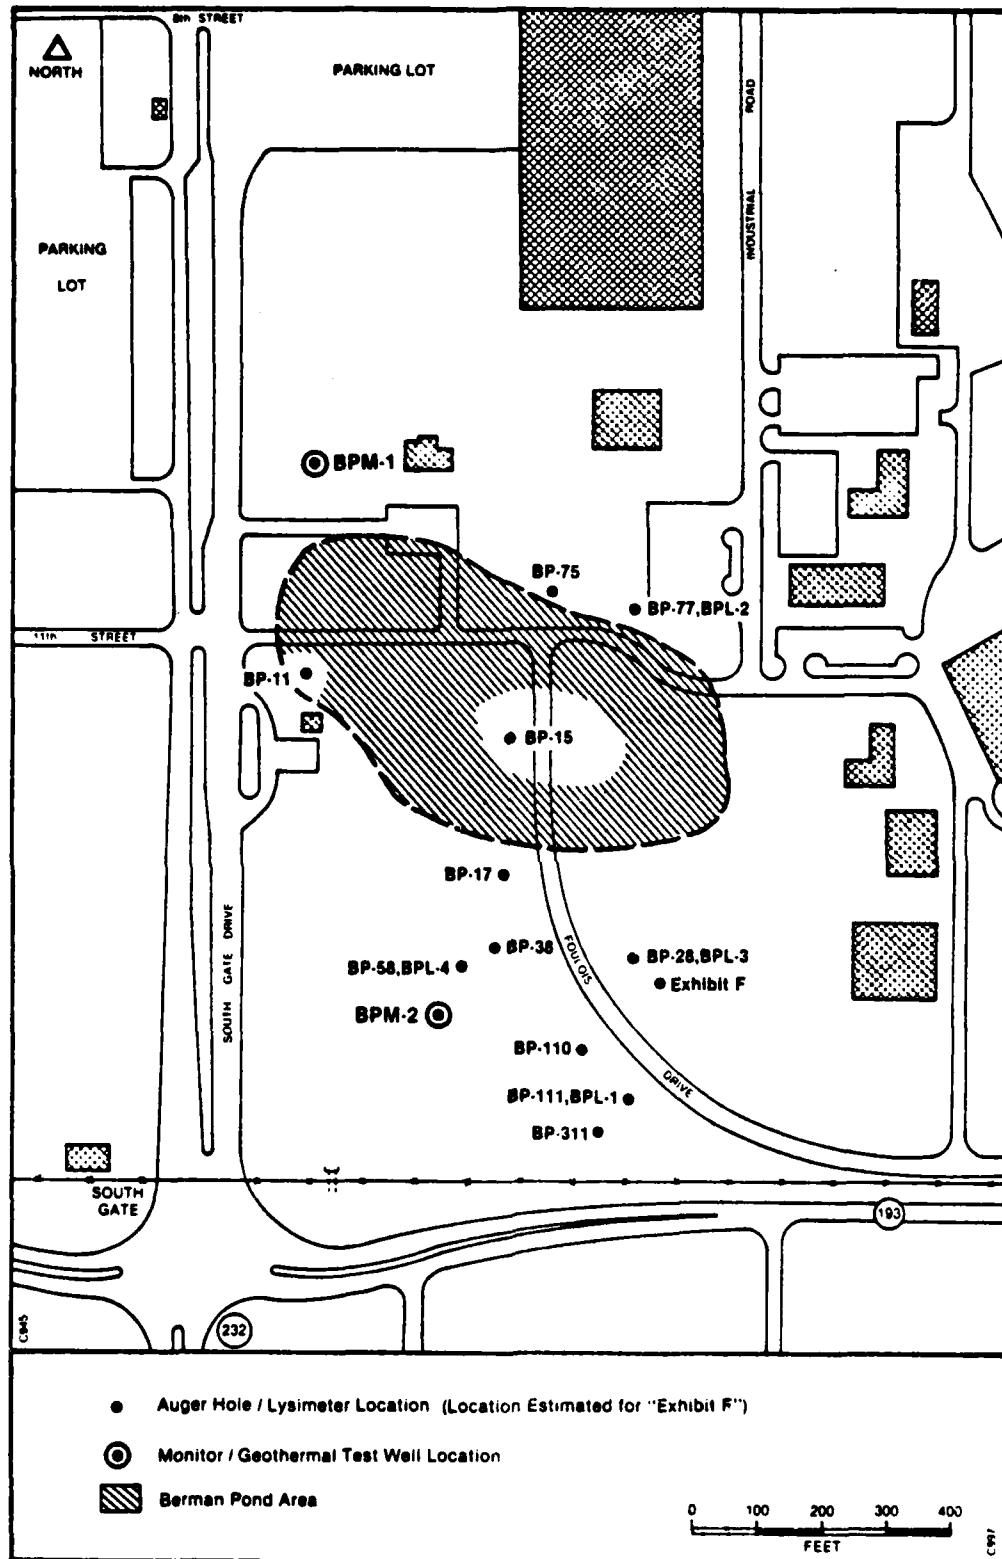 8th STREET
NORTH
PARKING LOT
INDUSTRIAL ROAD
PARKING
LOT
BPM-1
BP-75
BP-77,BPL-2
11th STREET
BP-11
BP-15
BP-17
SOUTH GATE DRIVE
FOULOIS
BP-38
BP-28,BPL-3
BP-58,BPL-4
Exhibit F
BPM-2
BP-110
DRIVE
BP-111,BPL-1
BP-311
SOUTH
GATE
193
232
C945
Auger Hole / Lysimeter Location (Location Estimated for "Exhibit F")
Monitor / Geothermal Test Well Location
Berman Pond Area
0 100 200 300 400
FEET
C997